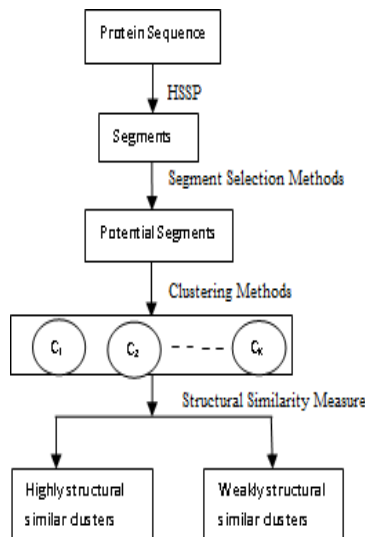 Protein Sequence
HSSP
Segments
Segment Selection Methods
Potential Segments
Clustering Methods
C1 C2 ---- CK
Structural Similarity Measure
Highly structural
similar clusters
Weakly structural
similar clusters